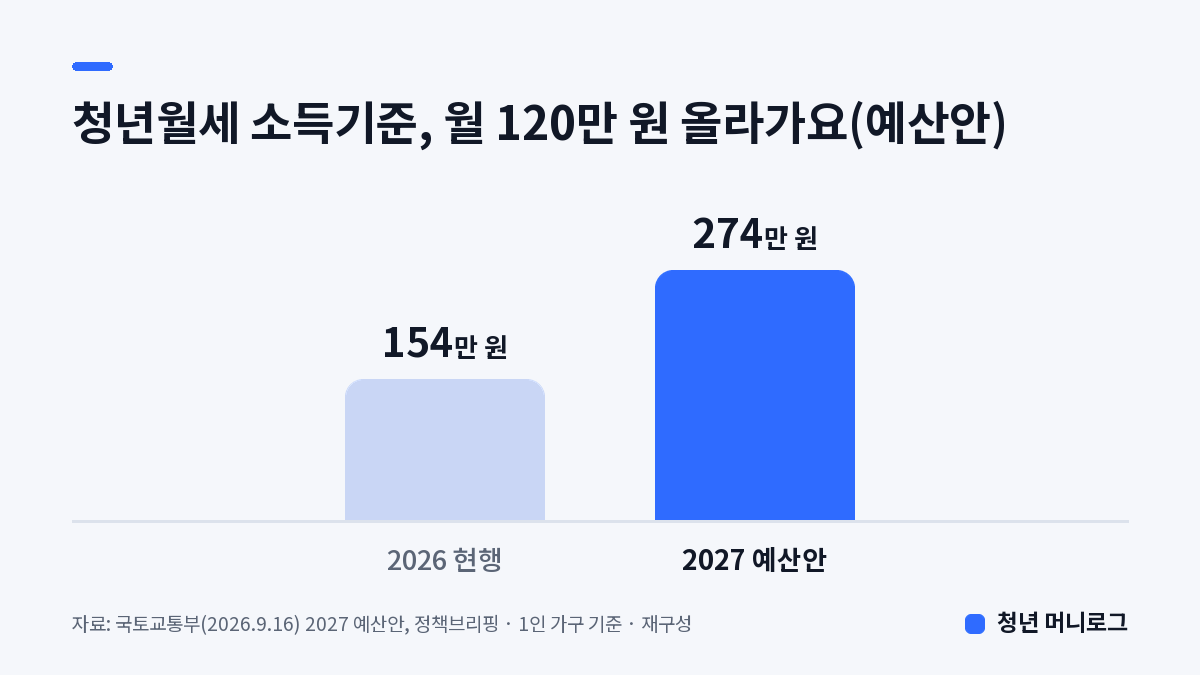 청년월세 소득기준, 월 120만 원 올라가요(예산안)
274만 원
154만 원
2026 현행
2027 예산안
자료: 국토교통부(2026.9.16) 2027 예산안, 정책브리핑 · 1인 가구 기준 · 재구성
청년 머니로그